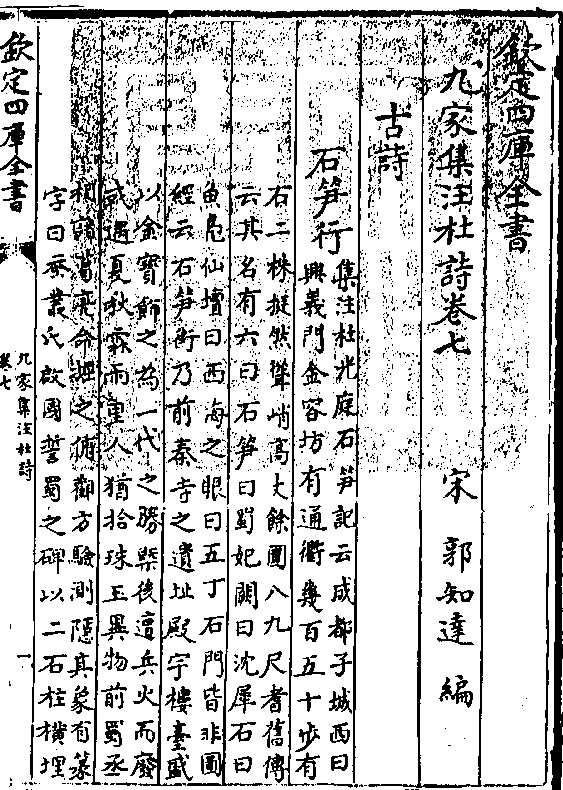 欽定四庫全書
九家集注杜詩卷七 宋 郭知達 編
古詩
石笋行
集注杜光庭石笋記云成都子城西曰
興義門金容坊有通衢幾百五十步有
石二株挺然聳峭高丈餘圍八九尺耆舊傳
云其名有六曰石笋曰蜀妃闕曰沈犀石曰
魚鳧仙壇曰西海之眼曰五丁石門皆非圖
經云石笋街乃前秦寺之遺址殿宇樓臺盛
以金寶飾之為一代之勝槩後遭兵火而廢
或遇夏秋霖雨童人猶拾珠玉異物前蜀丞
相諸葛亮命掘之俯觀方驗測隱其象有篆
字曰蚕叢氏啟國誓蜀之碑以二石柱橫埋
欽定四庫全書
九家集注杜詩
卷七
一